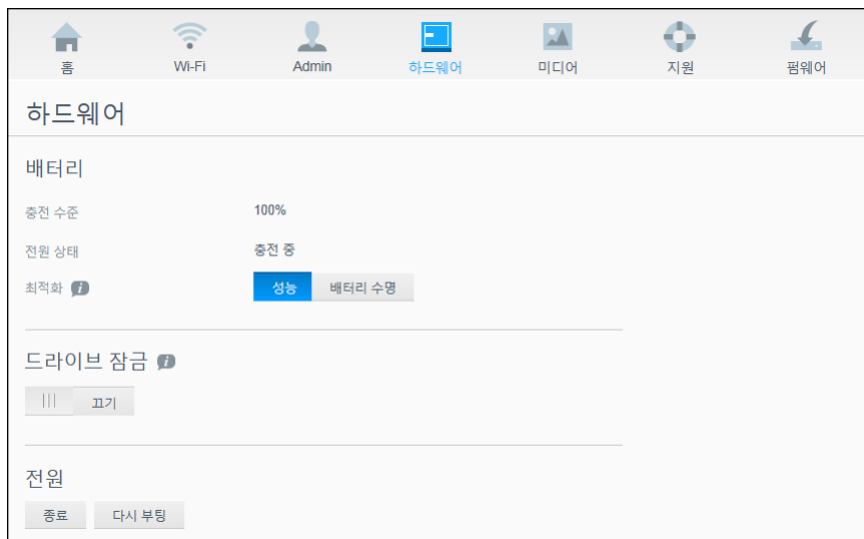 홈 Wi-Fi Admin 하드웨어 미디어 지원 펌웨어
하드웨어
배터리
충전 수준 100%
전원 상태 충전 중
최적화 i 성능 배터리 수명
드라이브 잠금 i
끄기
전원
종료 다시 부팅